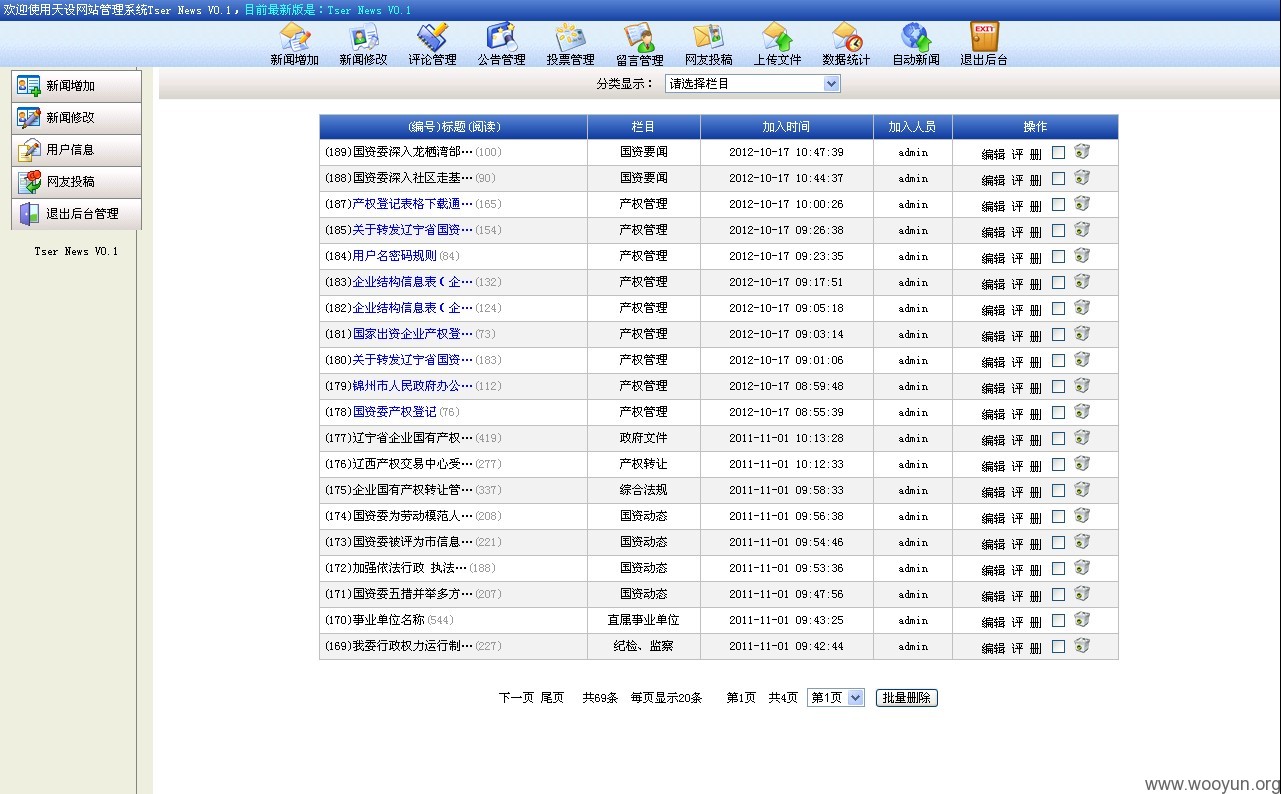 欢迎使用天设网站管理系统Tser News V0.1，目前最新版是：Tser News V0.1
新闻增加 新闻修改 评论管理 公告管理 投票管理 留言管理 网友投稿 上传文件 数据统计 自动新闻 EXIT 退出后台
新闻增加
新闻修改
用户信息
网友投稿
退出后台管理
Tser News V0.1
分类显示： 请选择栏目
(编号)标题(阅读) 栏目 加入时间 加入人员 操作
(189)国资委深入龙栖湾部…(100) 国资要闻 2012-10-17 10:47:39 admin 编辑 评 删
(188)国资委深入社区走基…(90) 国资要闻 2012-10-17 10:44:37 admin 编辑 评 删
(187)产权登记表格下载通…(165) 产权管理 2012-10-17 10:00:26 admin 编辑 评 删
(185)关于转发辽宁省国资…(154) 产权管理 2012-10-17 09:26:38 admin 编辑 评 删
(184)用户名密码规则(84) 产权管理 2012-10-17 09:23:35 admin 编辑 评 删
(183)企业结构信息表（企…(132) 产权管理 2012-10-17 09:17:51 admin 编辑 评 删
(182)企业结构信息表（企…(124) 产权管理 2012-10-17 09:05:18 admin 编辑 评 删
(181)国家出资企业产权登…(73) 产权管理 2012-10-17 09:03:14 admin 编辑 评 删
(180)关于转发辽宁省国资…(183) 产权管理 2012-10-17 09:01:06 admin 编辑 评 删
(179)锦州市人民政府办公…(112) 产权管理 2012-10-17 08:59:48 admin 编辑 评 删
(178)国资委产权登记(76) 产权管理 2012-10-17 08:55:39 admin 编辑 评 删
(177)辽宁省企业国有产权…(419) 政府文件 2011-11-01 10:13:28 admin 编辑 评 删
(176)辽西产权交易中心受…(277) 产权转让 2011-11-01 10:12:33 admin 编辑 评 删
(175)企业国有产权转让管…(337) 综合法规 2011-11-01 09:58:33 admin 编辑 评 删
(174)国资委为劳动模范人…(208) 国资动态 2011-11-01 09:56:38 admin 编辑 评 删
(173)国资委被评为市信息…(221) 国资动态 2011-11-01 09:54:46 admin 编辑 评 删
(172)加强依法行政 执法…(188) 国资动态 2011-11-01 09:53:36 admin 编辑 评 删
(171)国资委五措并举多方…(207) 国资动态 2011-11-01 09:47:56 admin 编辑 评 删
(170)事业单位名称(544) 直属事业单位 2011-11-01 09:43:25 admin 编辑 评 删
(169)我委行政权力运行制…(227) 纪检、监察 2011-11-01 09:42:44 admin 编辑 评 删
下一页 尾页 共69条 每页显示20条 第1页 共4页 第1页 批量删除
www.wooyun.org